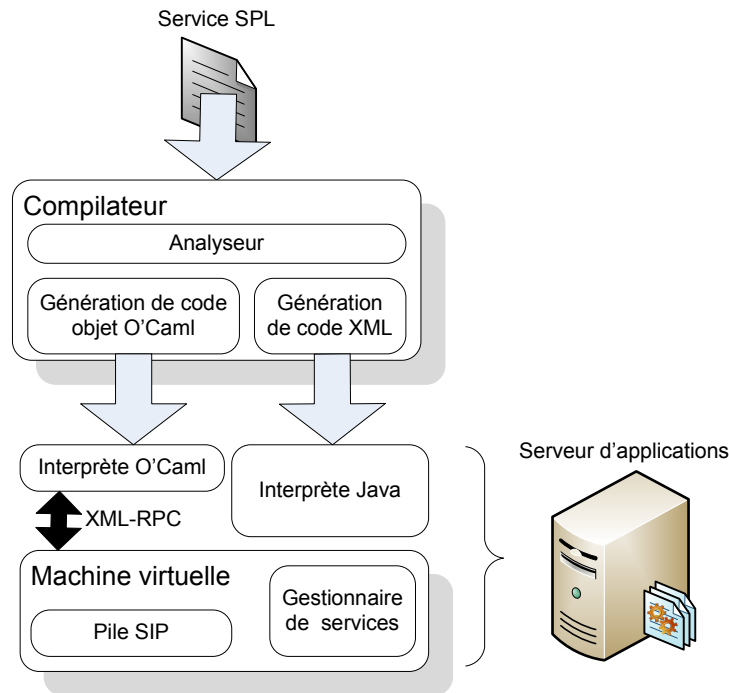 Service SPL
Compilateur
Analyseur
Génération de code
objet O'Caml
Génération
de code XML
Interprète O'Caml
Interprète Java
Serveur d'applications
XML-RPC
Machine virtuelle
Pile SIP
Gestionnaire
de services